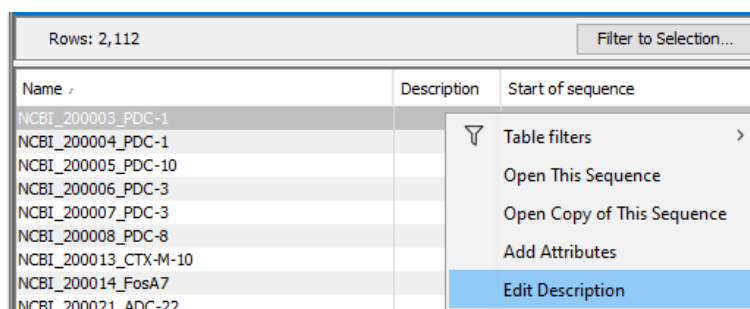 Rows: 2,112
Filter to Selection...
Name
Description
Start of sequence
NCBI_200003_PDC-1
NCBI_200004_PDC-1
NCBI_200005_PDC-10
NCBI_200006_PDC-3
NCBI_200007_PDC-3
NCBI_200008_PDC-8
NCBI_200013_CTX-M-10
NCBI_200014_FosA7
NCBI_200021_ADC-22
Table filters
Open This Sequence
Open Copy of This Sequence
Add Attributes
Edit Description